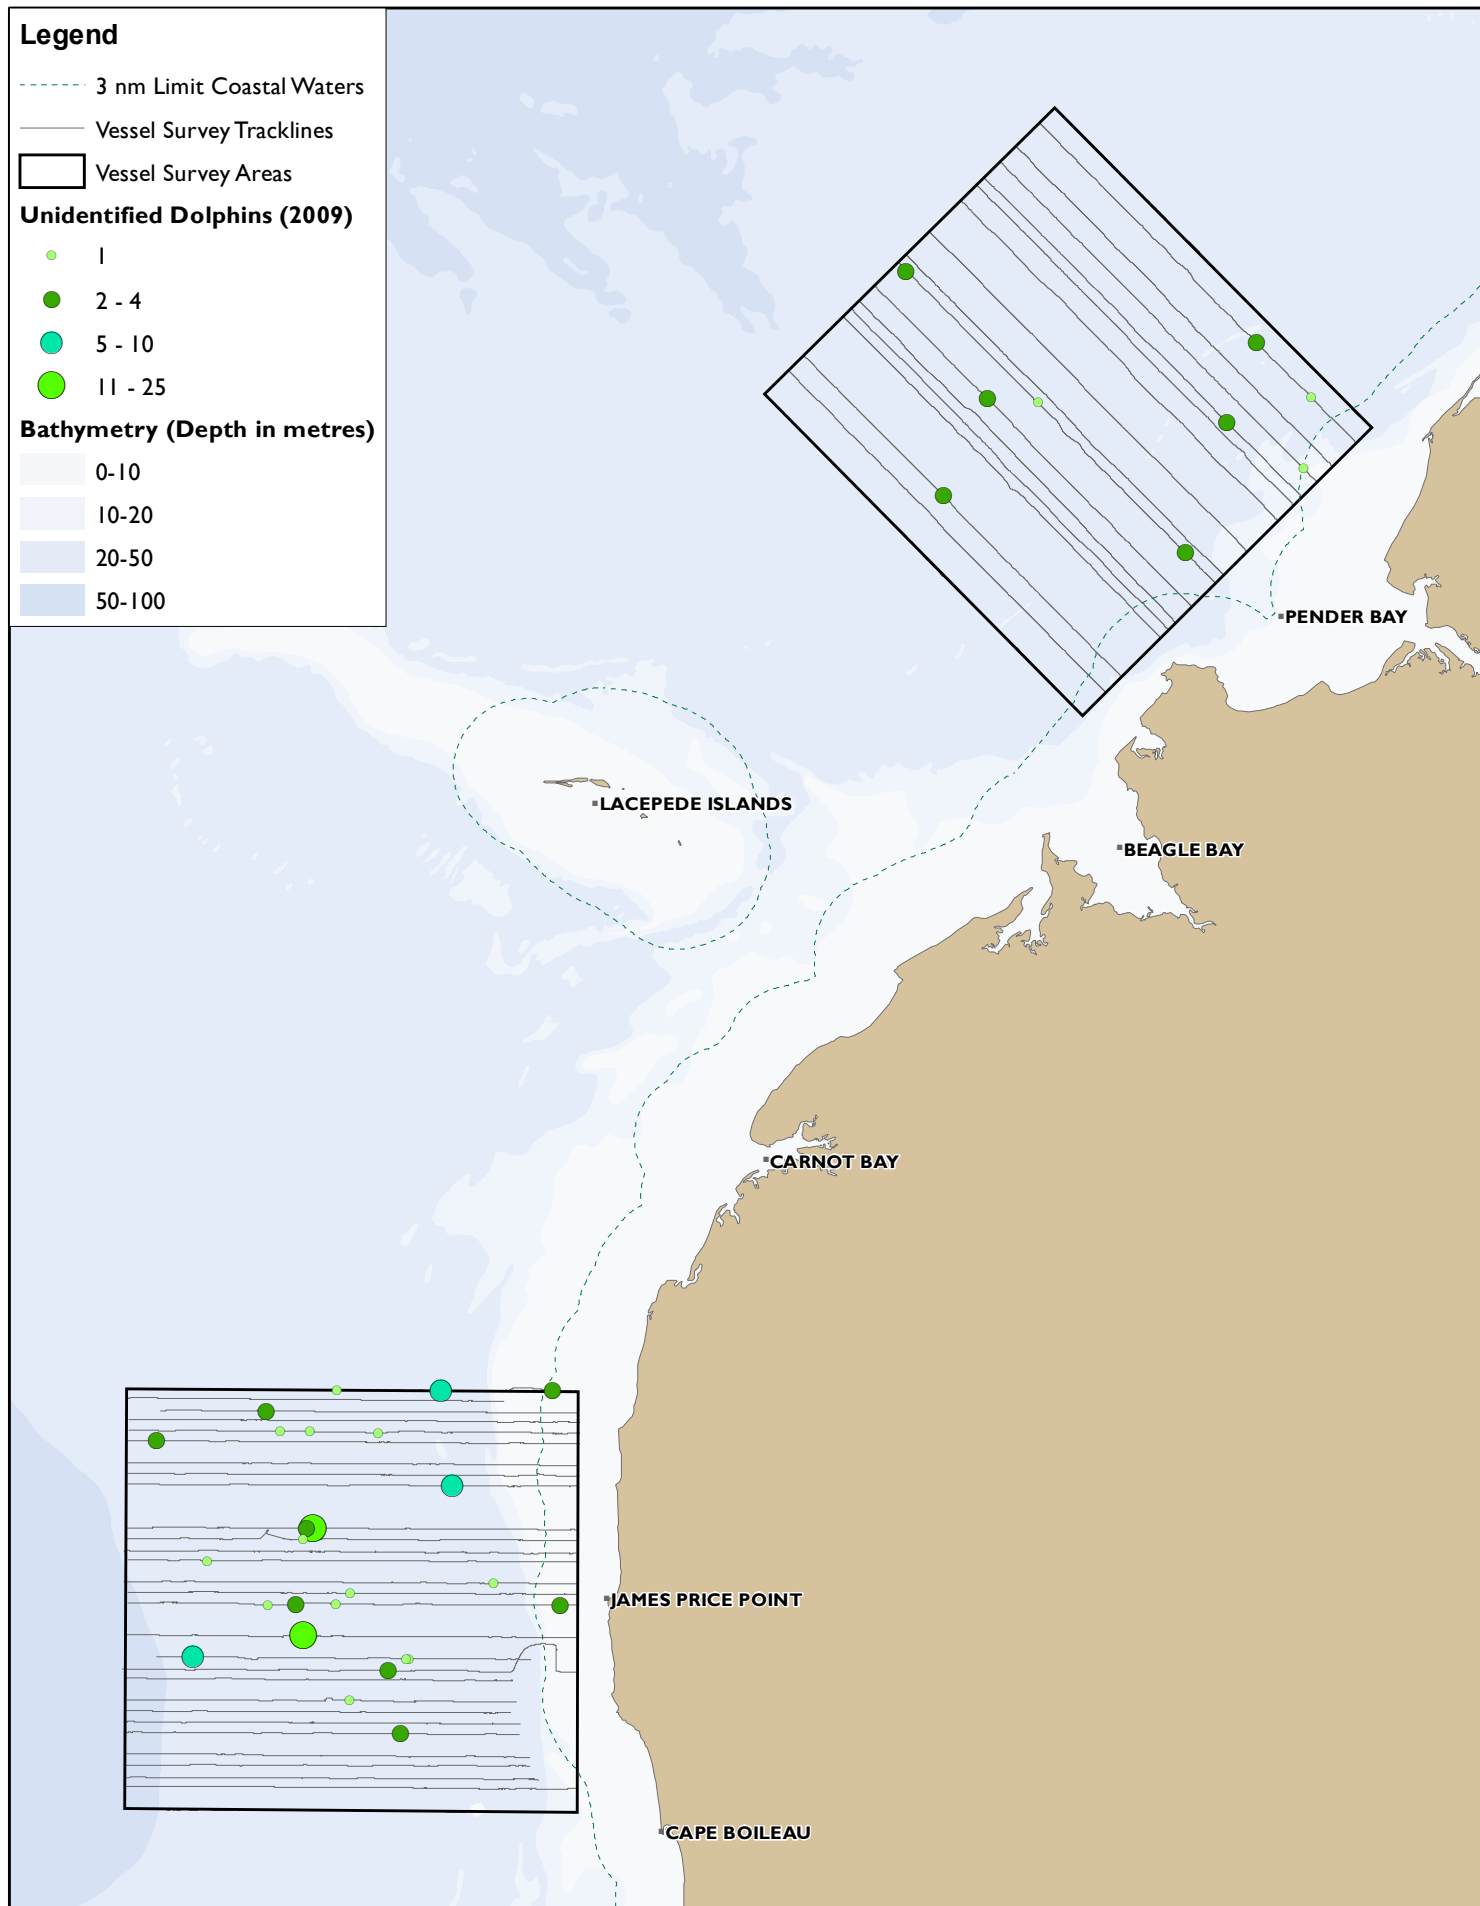 Legend
3 nm Limit Coastal Waters
Vessel Survey Tracklines
Vessel Survey Areas
Unidentified Dolphins (2009)
1
2 - 4
5 - 10
11 - 25
Bathymetry (Depth in metres)
0-10
10-20
20-50
50-100
PENDER BAY
LACEPEDE ISLANDS
BEAGLE BAY
CARNOT BAY
JAMES PRICE POINT
CAPE BOILEAU